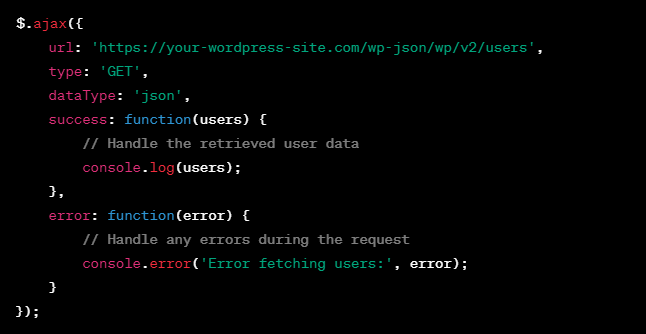 $.ajax({
    url: 'https://your-wordpress-site.com/wp-json/wp/v2/users',
    type: 'GET',
    dataType: 'json',
    success: function(users) {
        // Handle the retrieved user data
        console.log(users);
    },
    error: function(error) {
        // Handle any errors during the request
        console.error('Error fetching users:', error);
    }
});